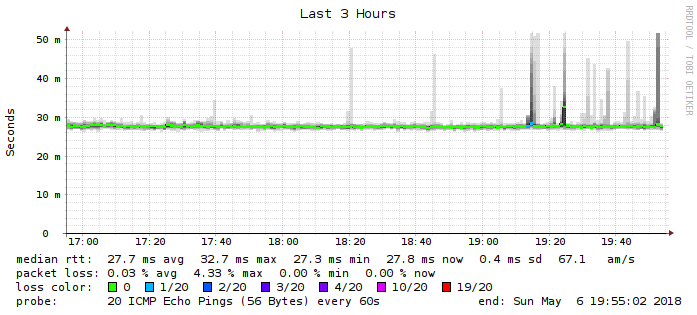 Last 3 Hours
RRDTOOL / TOBI OETIKER
Seconds
50 m
40 m
30 m
20 m
10 m
0
17:00 17:20 17:40 18:00 18:20 18:40 19:00 19:20 19:40
median rtt: 27.7 ms avg 32.7 ms max 27.3 ms min 27.8 ms now 0.4 ms sd 67.1 am/s
packet loss: 0.03 % avg 4.33 % max 0.00 % min 0.00 % now
loss color: 0 1/20 2/20 3/20 4/20 10/20 19/20
probe: 20 ICMP Echo Pings (56 Bytes) every 60s end: Sun May 6 19:55:02 2018